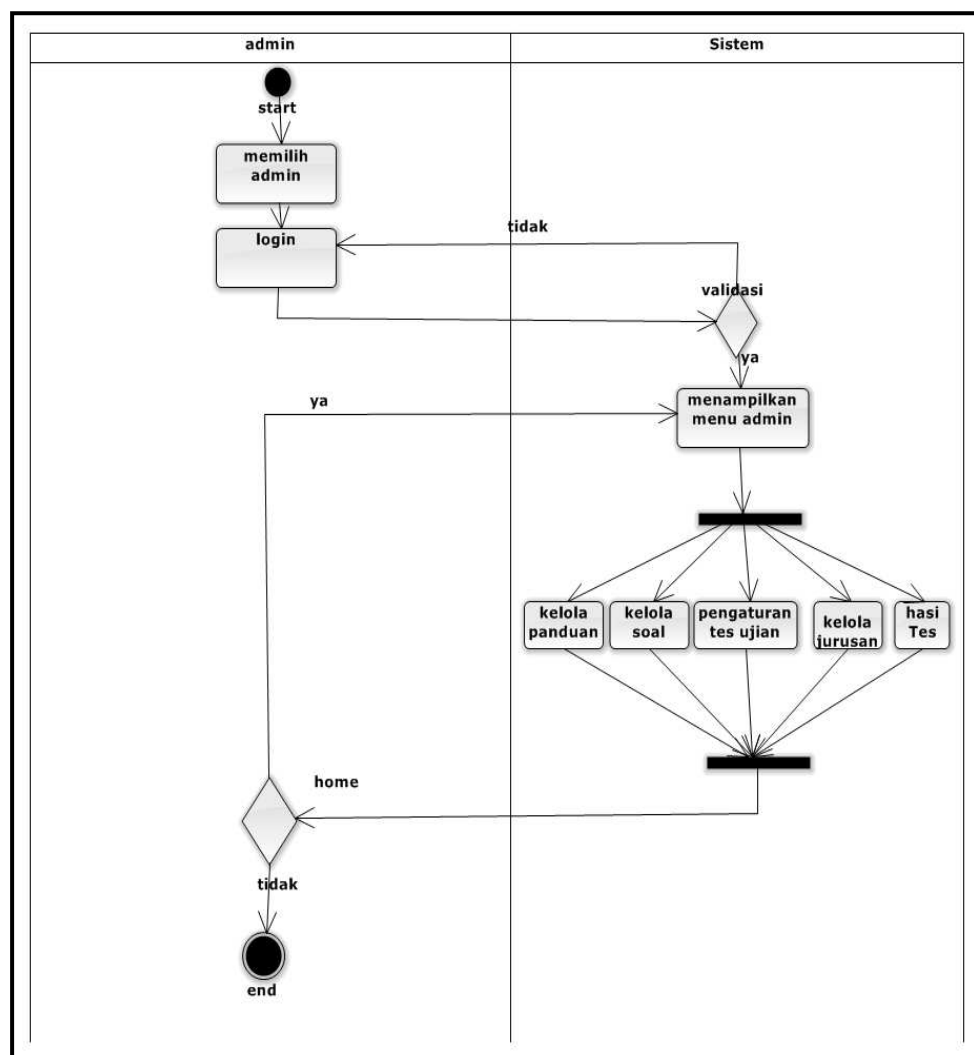 admin
Sistem
start
memilih
admin
login
tidak
validasi
ya
menampilkan
menu admin
ya
kelola
panduan
kelola
soal
pengaturan
tes ujian
kelola
jurusan
hasi
Tes
home
tidak
end